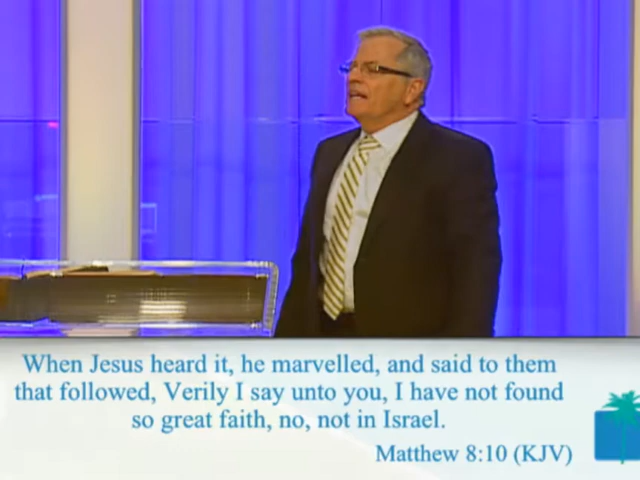 When Jesus heard it, he marvelled, and said to them
that followed, Verily I say unto you, I have not found
so great faith, no, not in Israel.
Matthew 8:10 (KJV)